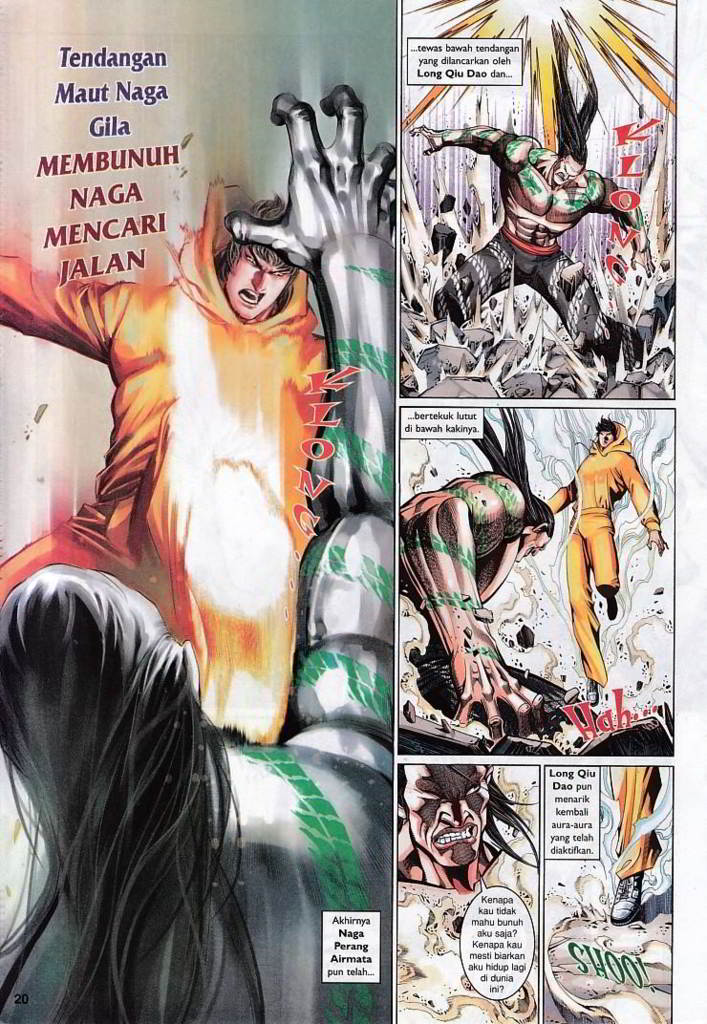 Tendangan
Maut Naga
Gila
MEMBUNUH
NAGA
MENCARI
JALAN
KLONG...
Akhirnya
Naga
Perang
Airmata
pun telah...
20
...tewas bawah tendangan
yang dilancarkan oleh
Long Qiu Dao dan...
KLONG
...bertekuk lutut
di bawah kakinya.
Hah...
Kenapa
kau tidak
mahu bunuh
aku saja?
Kenapa kau
mesti biarkan
aku hidup lagi
di dunia
ini?
Long Qiu
Dao pun
menarik
kembali
aura-aura
yang telah
diaktifkan.
SHOO!